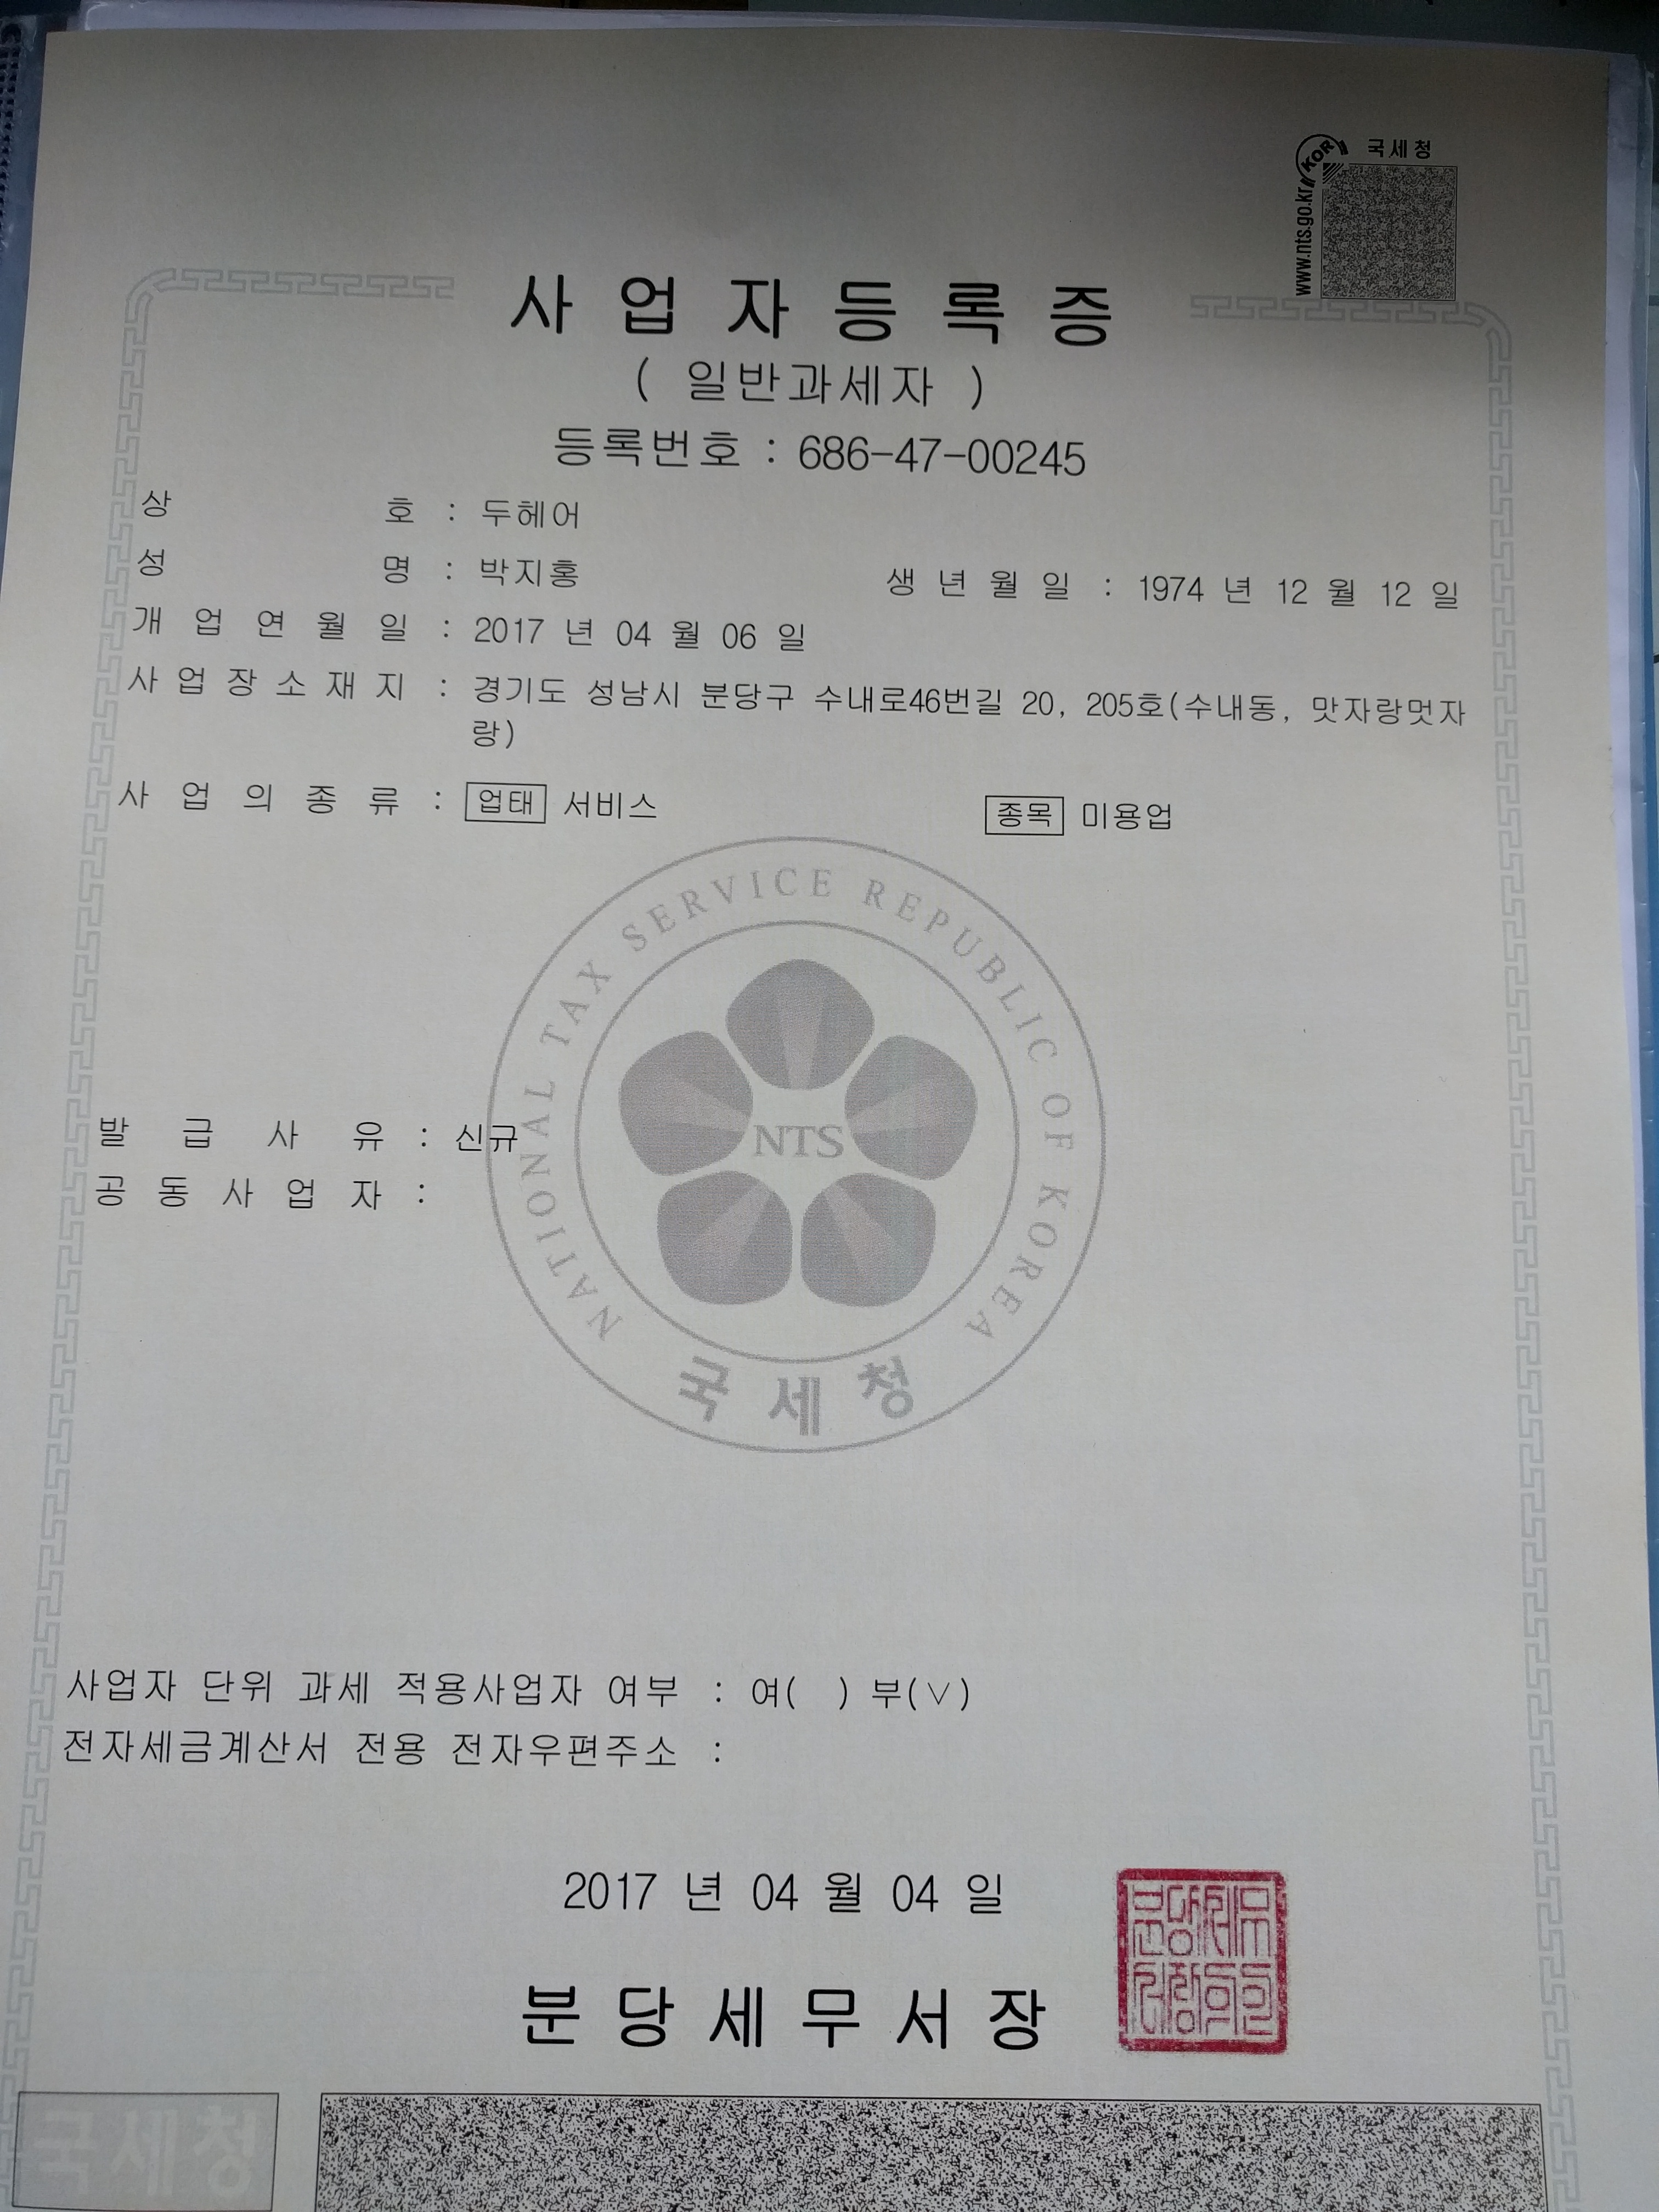 국세청
www.nts.go.kr
KOR
사 업 자 등 록 증
( 일반과세자 )
등록번호 : 686-47-00245
상 호 : 두헤어
성 명 : 박지홍 생 년 월 일 : 1974 년 12 월 12 일
개 업 연 월 일 : 2017 년 04 월 06 일
사 업 장 소 재 지 : 경기도 성남시 분당구 수내로46번길 20, 205호(수내동, 맛자랑멋자
랑)
사 업 의 종 류 : 업태 서비스 종목 미용업
NATIONAL TAX SERVICE REPUBLIC OF KOREA
NTS
국세청
발 급 사 유 : 신규
공 동 사 업 자 :
사업자 단위 과세 적용사업자 여부 : 여( ) 부(∨)
전자세금계산서 전용 전자우편주소 :
2017 년 04 월 04 일
분 당 세 무 서 장
국세청